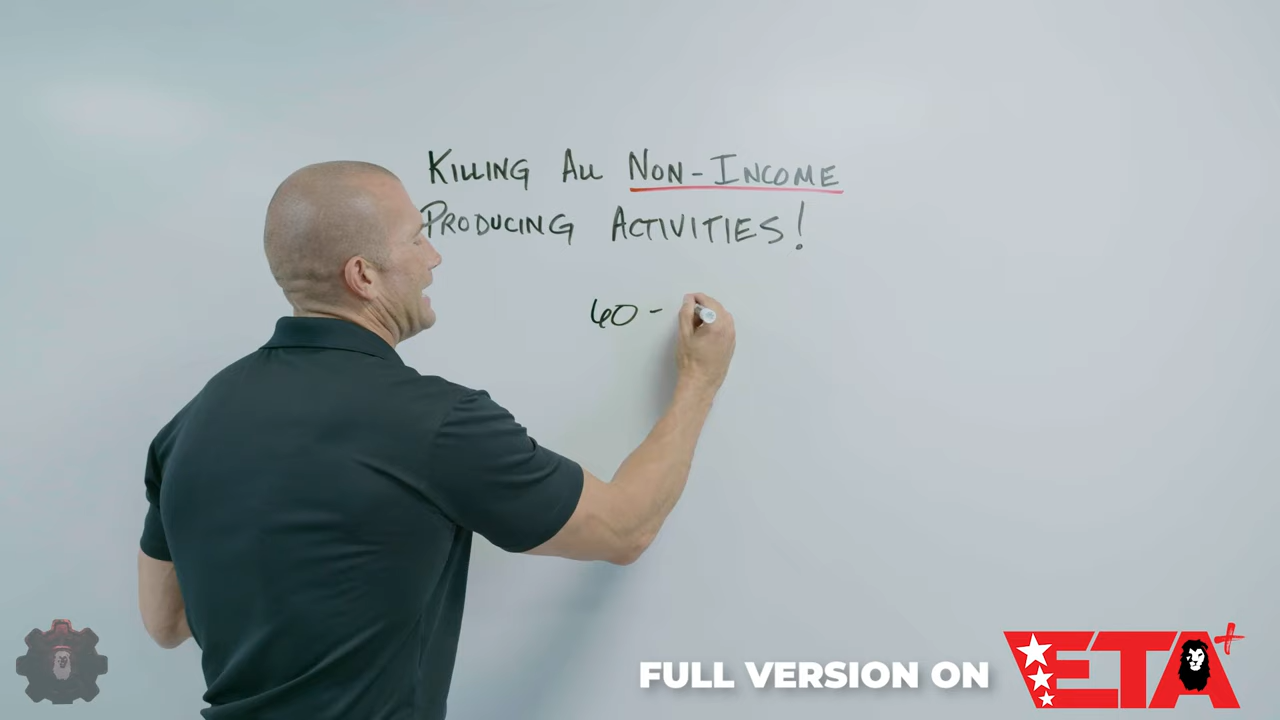 KILLING ALL NON-INCOME
PRODUCING ACTIVITIES!
60 -
FULL VERSION ON ETA+